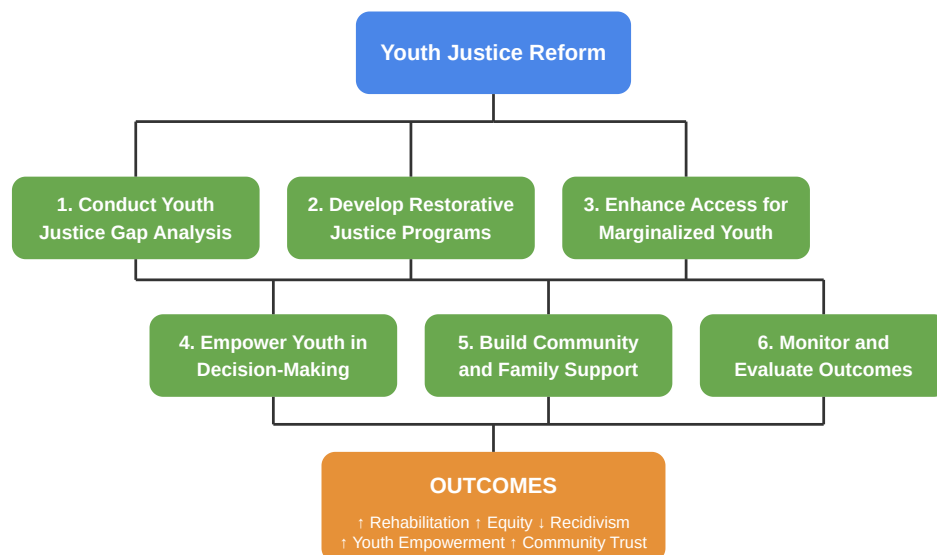 Youth Justice Reform
1. Conduct Youth
Justice Gap Analysis
2. Develop Restorative
Justice Programs
3. Enhance Access for
Marginalized Youth
4. Empower Youth in
Decision-Making
5. Build Community
and Family Support
6. Monitor and
Evaluate Outcomes
OUTCOMES
↑ Rehabilitation ↑ Equity ↓ Recidivism
↑ Youth Empowerment ↑ Community Trust